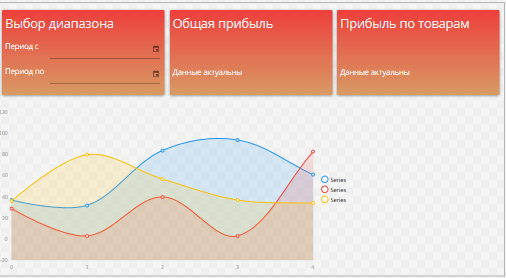 Выбор диапазона
Период с
Период по
Общая прибыль
Данные актуальны
Прибыль по товарам
Данные актуальны
120
100
80
60
40
20
0
-20
0
1
2
3
4
Series
Series
Series